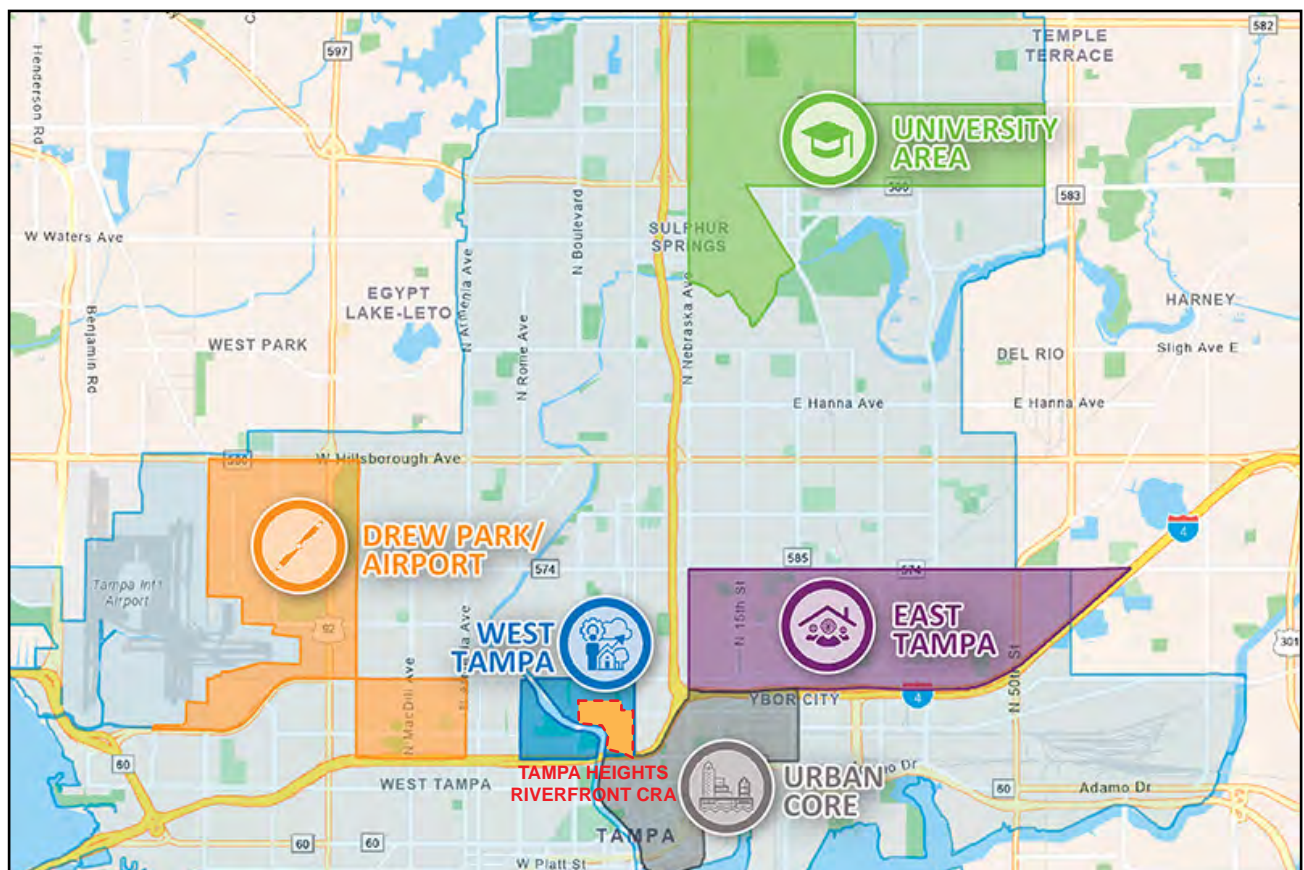 582
TEMPLE
TERRACE
597
Henderson Rd
UNIVERSITY
AREA
580
583
N Boulevard
W Waters Ave
SULPHUR
SPRINGS
N Armenia Ave
EGYPT
LAKE-LETO
HARNEY
Benjamin Rd
WEST PARK
N Rome Ave
N Nebraska Ave
DEL RIO
Sligh Ave E
E Hanna Ave
E Hanna Ave
580
W Hillsborough Ave
4
DREW PARK/
AIRPORT
574
585
574
Tampa Int'l
Airport
N 15th St
92
WEST
TAMPA
EAST
TAMPA
301
N MacDill Ave
N 50th St
YBOR CITY
4
60
WEST TAMPA
TAMPA HEIGHTS
RIVERFRONT CRA
URBAN
CORE
o Dr
60
Adamo Dr
TAMPA
60
60
W Platt St